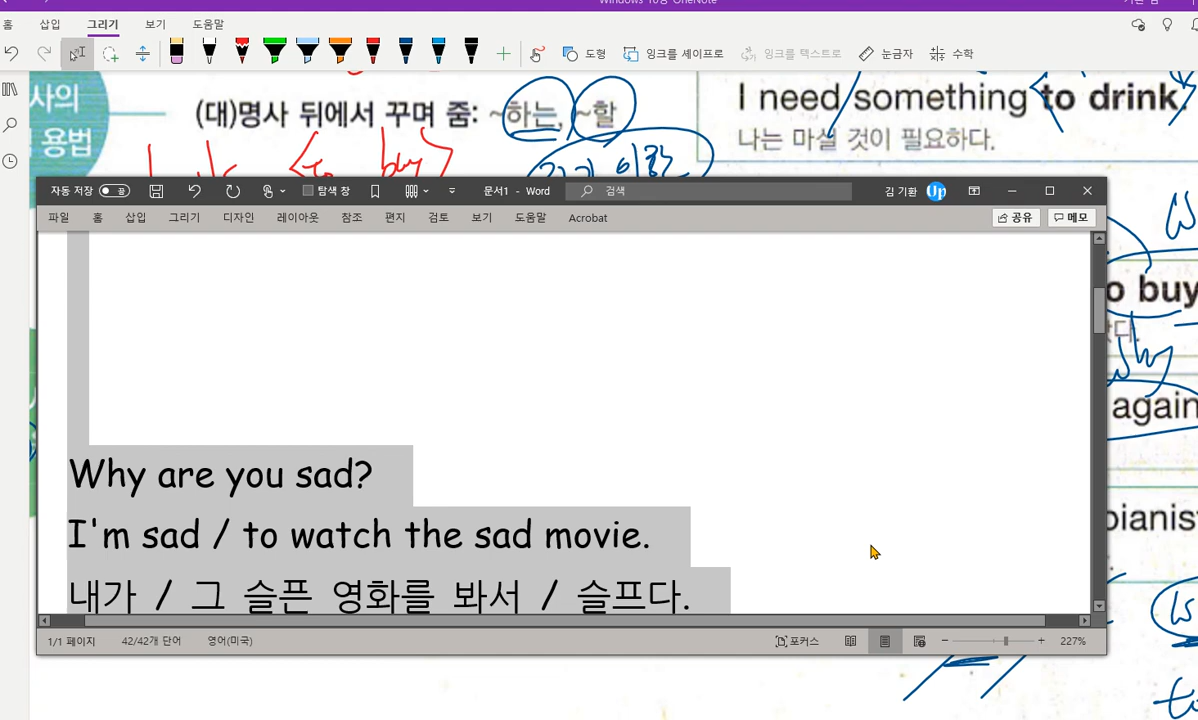 Windows 10용 OneNote
홈 삽입 그리기 보기 도움말
도형 잉크를 셰이프로 잉크를 텍스트로 눈금자 수학
사의
용법
(대)명사 뒤에서 꾸며 줌: ~하는, ~할
I need something to drink.
나는 마실 것이 필요하다.
buy
자동 저장 끔 탐색 창 문서1 - Word 검색 김 기환 Up
파일 홈 삽입 그리기 디자인 레이아웃 참조 편지 검토 보기 도움말 Acrobat 공유 메모
o buy
why
again
pianis
Why are you sad?
I'm sad / to watch the sad movie.
내가 / 그 슬픈 영화를 봐서 / 슬프다.
1/1 페이지 42/42개 단어 영어(미국) 포커스 227%
to